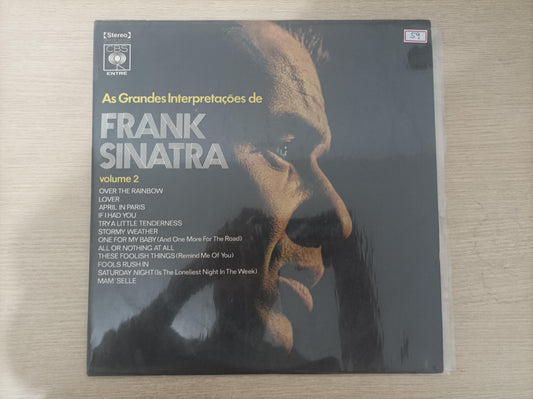 Stereo
CBS
ENTRE
59
As Grandes Interpretações de
FRANK
SINATRA
volume 2
OVER THE RAINBOW
LOVER
APRIL IN PARIS
IF I HAD YOU
TRY A LITTLE TENDERNESS
STORMY WEATHER
ONE FOR MY BABY (And One More For The Road)
ALL OR NOTHING AT ALL
THESE FOOLISH THINGS (Remind Me Of You)
FOOLS RUSH IN
SATURDAY NIGHT (Is The Loneliest Night In The Week)
MAM'SELLE